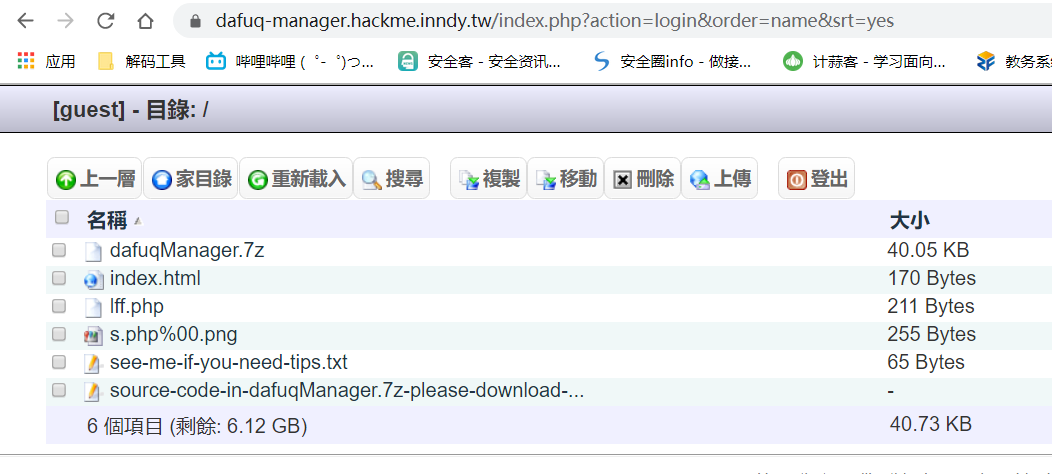 dafuq-manager.hackme.inndy.tw/index.php?action=login&order=name&srt=yes
应用 解码工具 哔哩哔哩 ( ゜- ゜)つ... 安全客 - 安全资讯... 安全圈info - 做接... 计蒜客 - 学习面向... 教务系
[guest] - 目錄: /
上一層 家目錄 重新載入 搜尋 複製 移動 刪除 上傳 登出
名稱 大小
dafuqManager.7z 40.05 KB
index.html 170 Bytes
lff.php 211 Bytes
s.php%00.png 255 Bytes
see-me-if-you-need-tips.txt 65 Bytes
source-code-in-dafuqManager.7z-please-download-... -
6 個項目 (剩餘: 6.12 GB) 40.73 KB